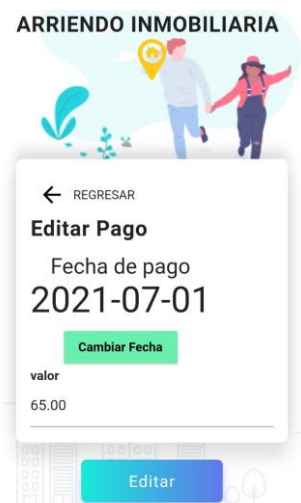 ARRIENDO INMOBILIARIA
REGRESAR
Editar Pago
Fecha de pago
2021-07-01
Cambiar Fecha
valor
65.00
Editar